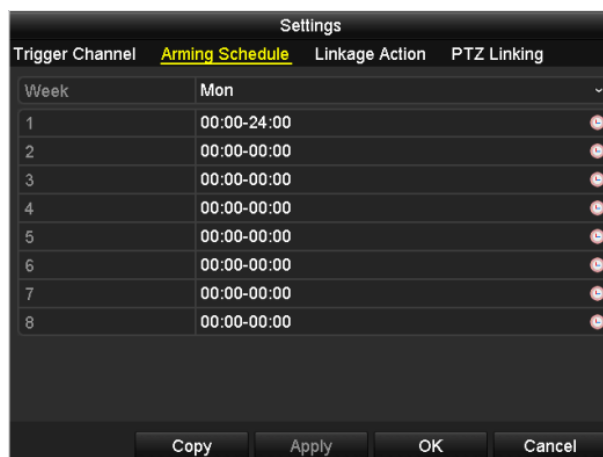 Settings
Trigger Channel Arming Schedule Linkage Action PTZ Linking
Week Mon
1 00:00-24:00
2 00:00-00:00
3 00:00-00:00
4 00:00-00:00
5 00:00-00:00
6 00:00-00:00
7 00:00-00:00
8 00:00-00:00
Copy Apply OK Cancel